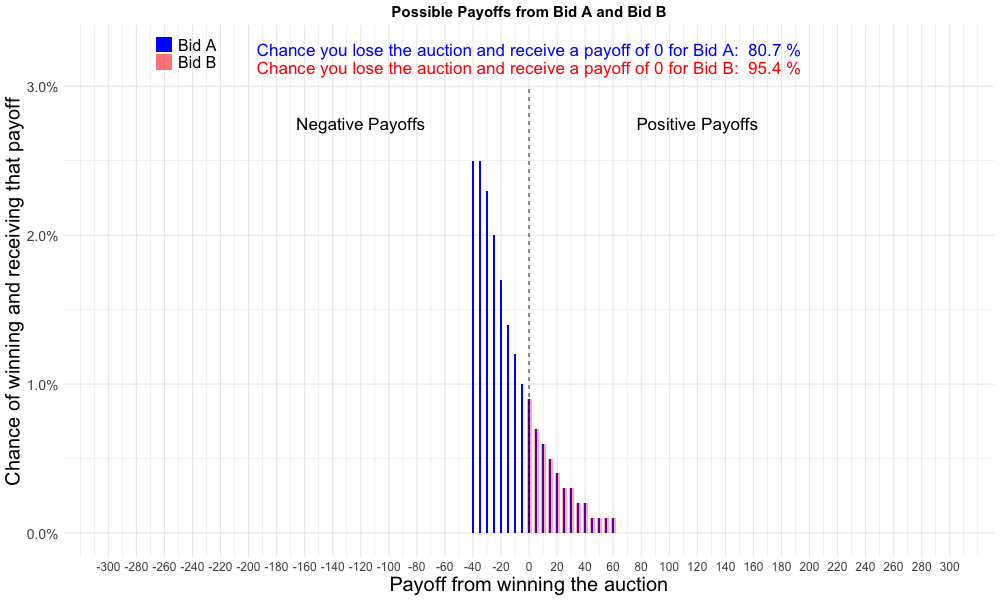 Possible Payoffs from Bid A and Bid B
Bid A
Bid B
Chance you lose the auction and receive a payoff of 0 for Bid A: 80.7 %
Chance you lose the auction and receive a payoff of 0 for Bid B: 95.4 %
Negative Payoffs
Positive Payoffs
Chance of winning and receiving that payoff
3.0%
2.0%
1.0%
0.0%
-300 -280 -260 -240 -220 -200 -180 -160 -140 -120 -100 -80 -60 -40 -20 0 20 40 60 80 100 120 140 160 180 200 220 240 260 280 300
Payoff from winning the auction